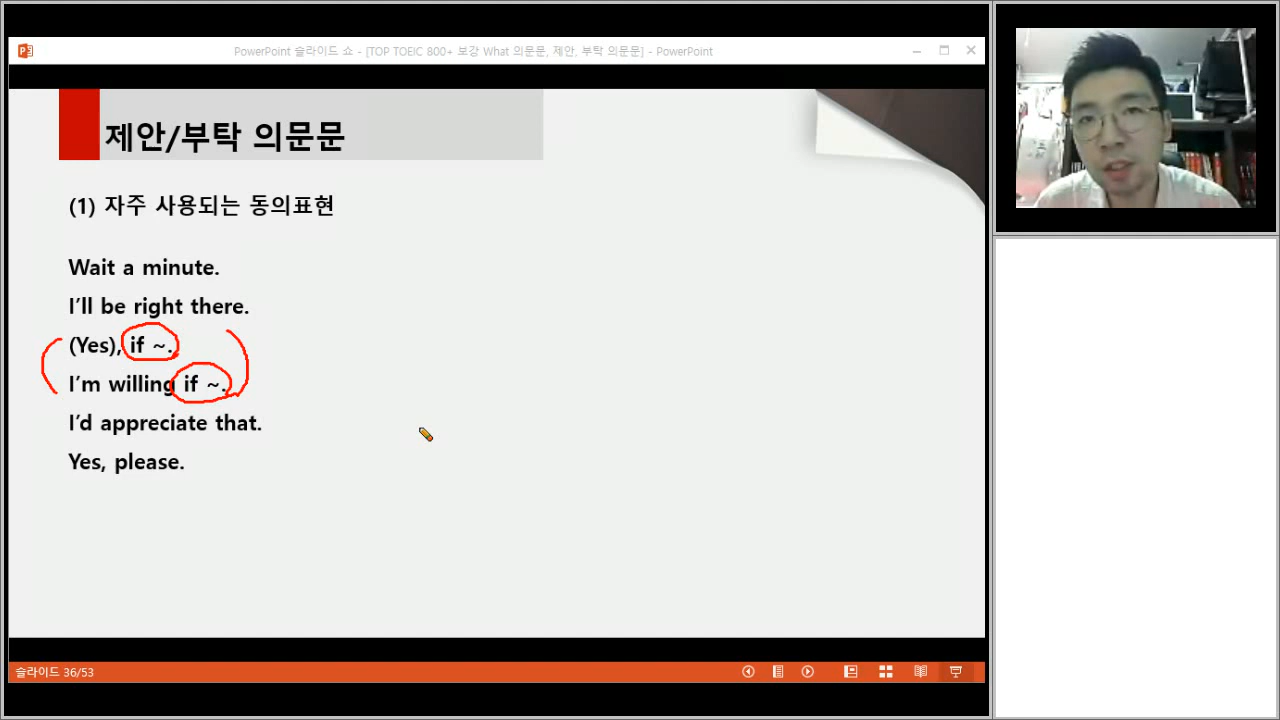 PowerPoint 슬라이드 쇼 - [TOP TOEIC 800+ 보강 What 의문문, 제안, 부탁 의문문] - PowerPoint
제안/부탁 의문문
(1) 자주 사용되는 동의표현
Wait a minute.
I’ll be right there.
(Yes), if ~.
I’m willing if ~.
I’d appreciate that.
Yes, please.
슬라이드 36/53